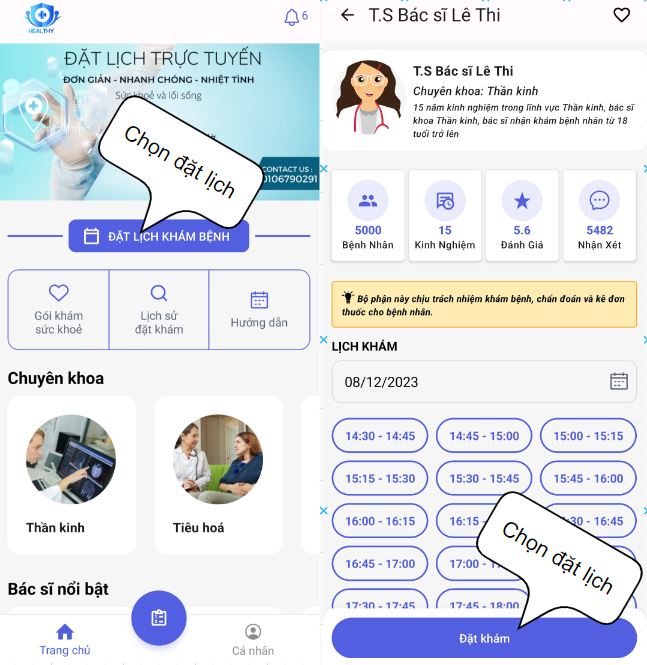 HEALTHY
6
ĐẶT LỊCH TRỰC TUYẾN
ĐƠN GIẢN - NHANH CHÓNG - NHIỆT TÌNH
Sức khoẻ và lối sống
Chọn đặt lịch
CONTACT US :
0106790291
ĐẶT LỊCH KHÁM BỆNH
Gói khám
sức khoẻ
Lịch sử
đặt khám
Hướng dẫn
Chuyên khoa
Thần kinh
Tiêu hoá
Bác sĩ nổi bật
Trang chủ
Cá nhân
T.S Bác sĩ Lê Thi
T.S Bác sĩ Lê Thi
Chuyên khoa: Thần kinh
15 năm kinh nghiệm trong lĩnh vực Thần kinh, bác sĩ
khoa Thần kinh, bác sĩ nhận khám bệnh nhân từ 18
tuổi trở lên
5000 15 5.6 5482
Bệnh Nhân Kinh Nghiệm Đánh Giá Nhận Xét
Bộ phận này chịu trách nhiệm khám bệnh, chẩn đoán và kê đơn
thuốc cho bệnh nhân.
LỊCH KHÁM
08/12/2023
14:30 - 14:45 14:45 - 15:00 15:00 - 15:15
15:15 - 15:30 15:30 - 15:45 15:45 - 16:00
16:00 - 16:15 16:15 - :30 - 16:45
16:45 - 17:00 17:00 -
17:30 - 17:45 17:45 - 18:00
Chọn đặt lịch
Đặt khám